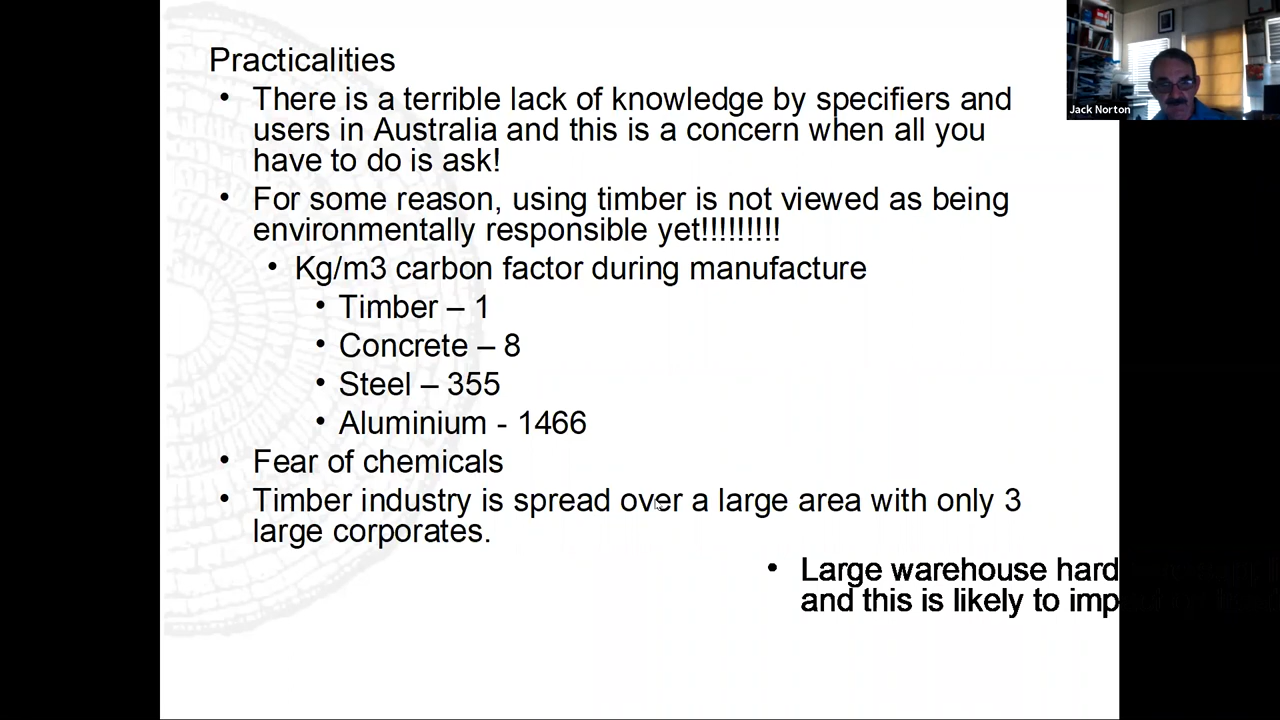 Practicalities
• There is a terrible lack of knowledge by specifiers and
users in Australia and this is a concern when all you
have to do is ask!
• For some reason, using timber is not viewed as being
environmentally responsible yet!!!!!!!!!
• Kg/m3 carbon factor during manufacture
• Timber – 1
• Concrete – 8
• Steel – 355
• Aluminium - 1466
• Fear of chemicals
• Timber industry is spread over a large area with only 3
large corporates.
• Large warehouse hard
and this is likely to imp
Jack Norton